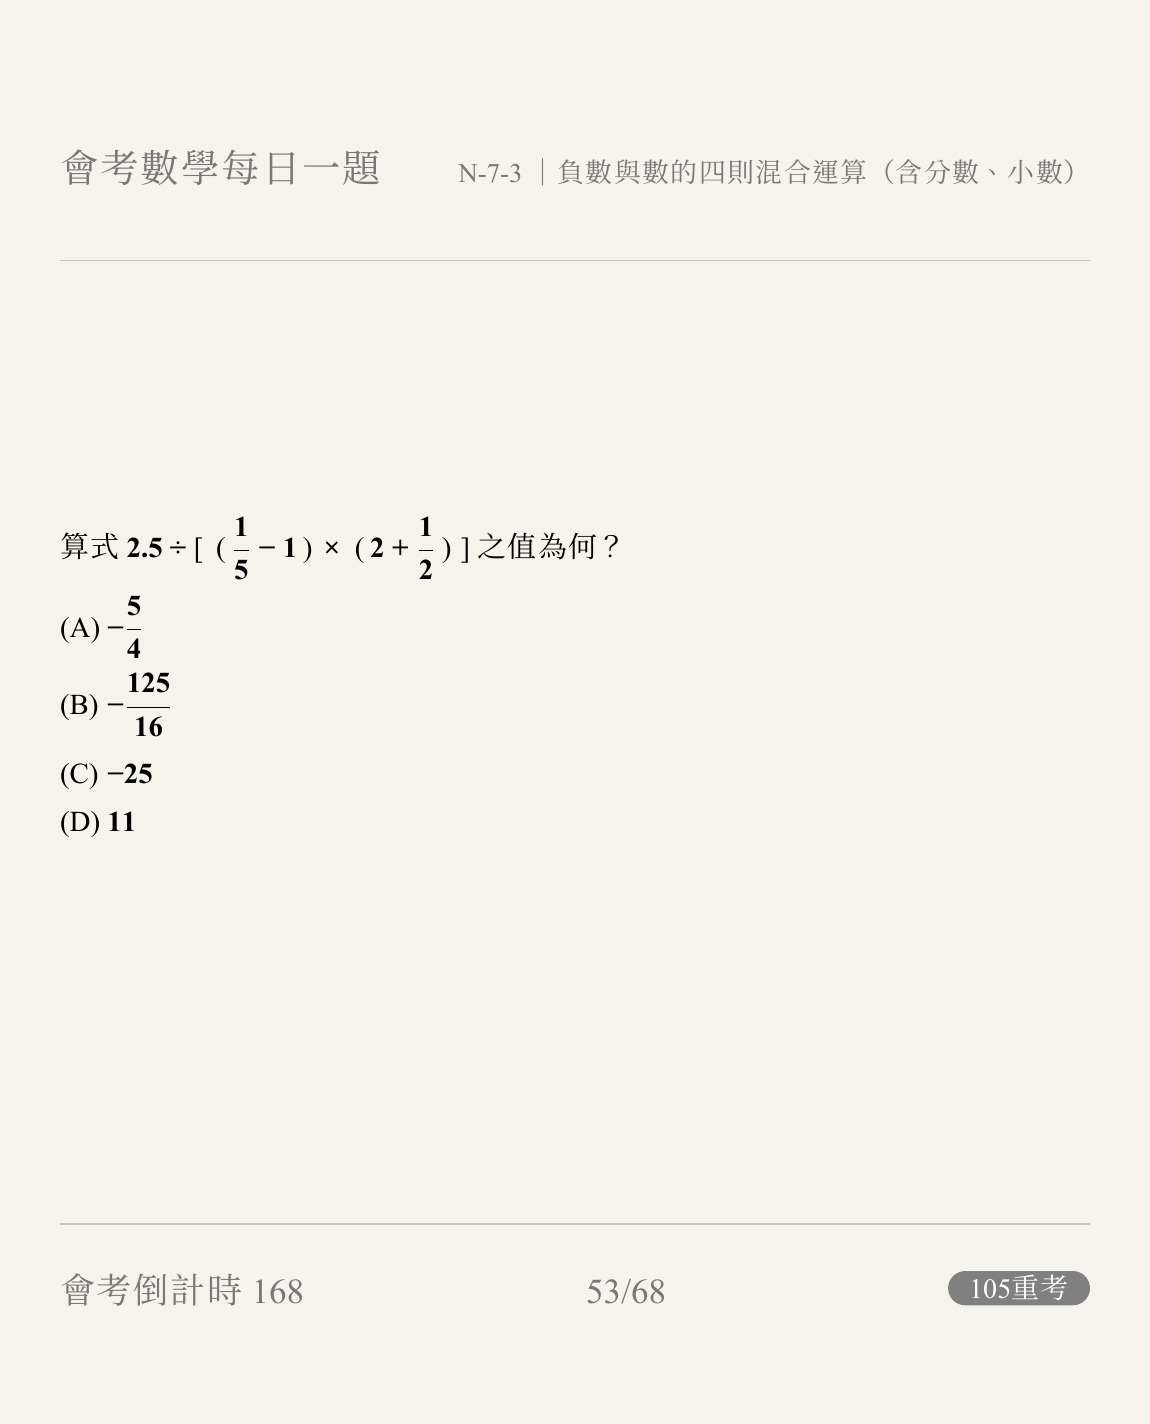 會考數學每日一題
N-7-3｜負數與數的四則混合運算（含分數、小數）
算式 2.5 ÷ [ ( 1/5 − 1 ) × ( 2 + 1/2 ) ] 之值為何？
(A) −5/4
(B) −125/16
(C) −25
(D) 11
會考倒計時 168
53/68
105重考